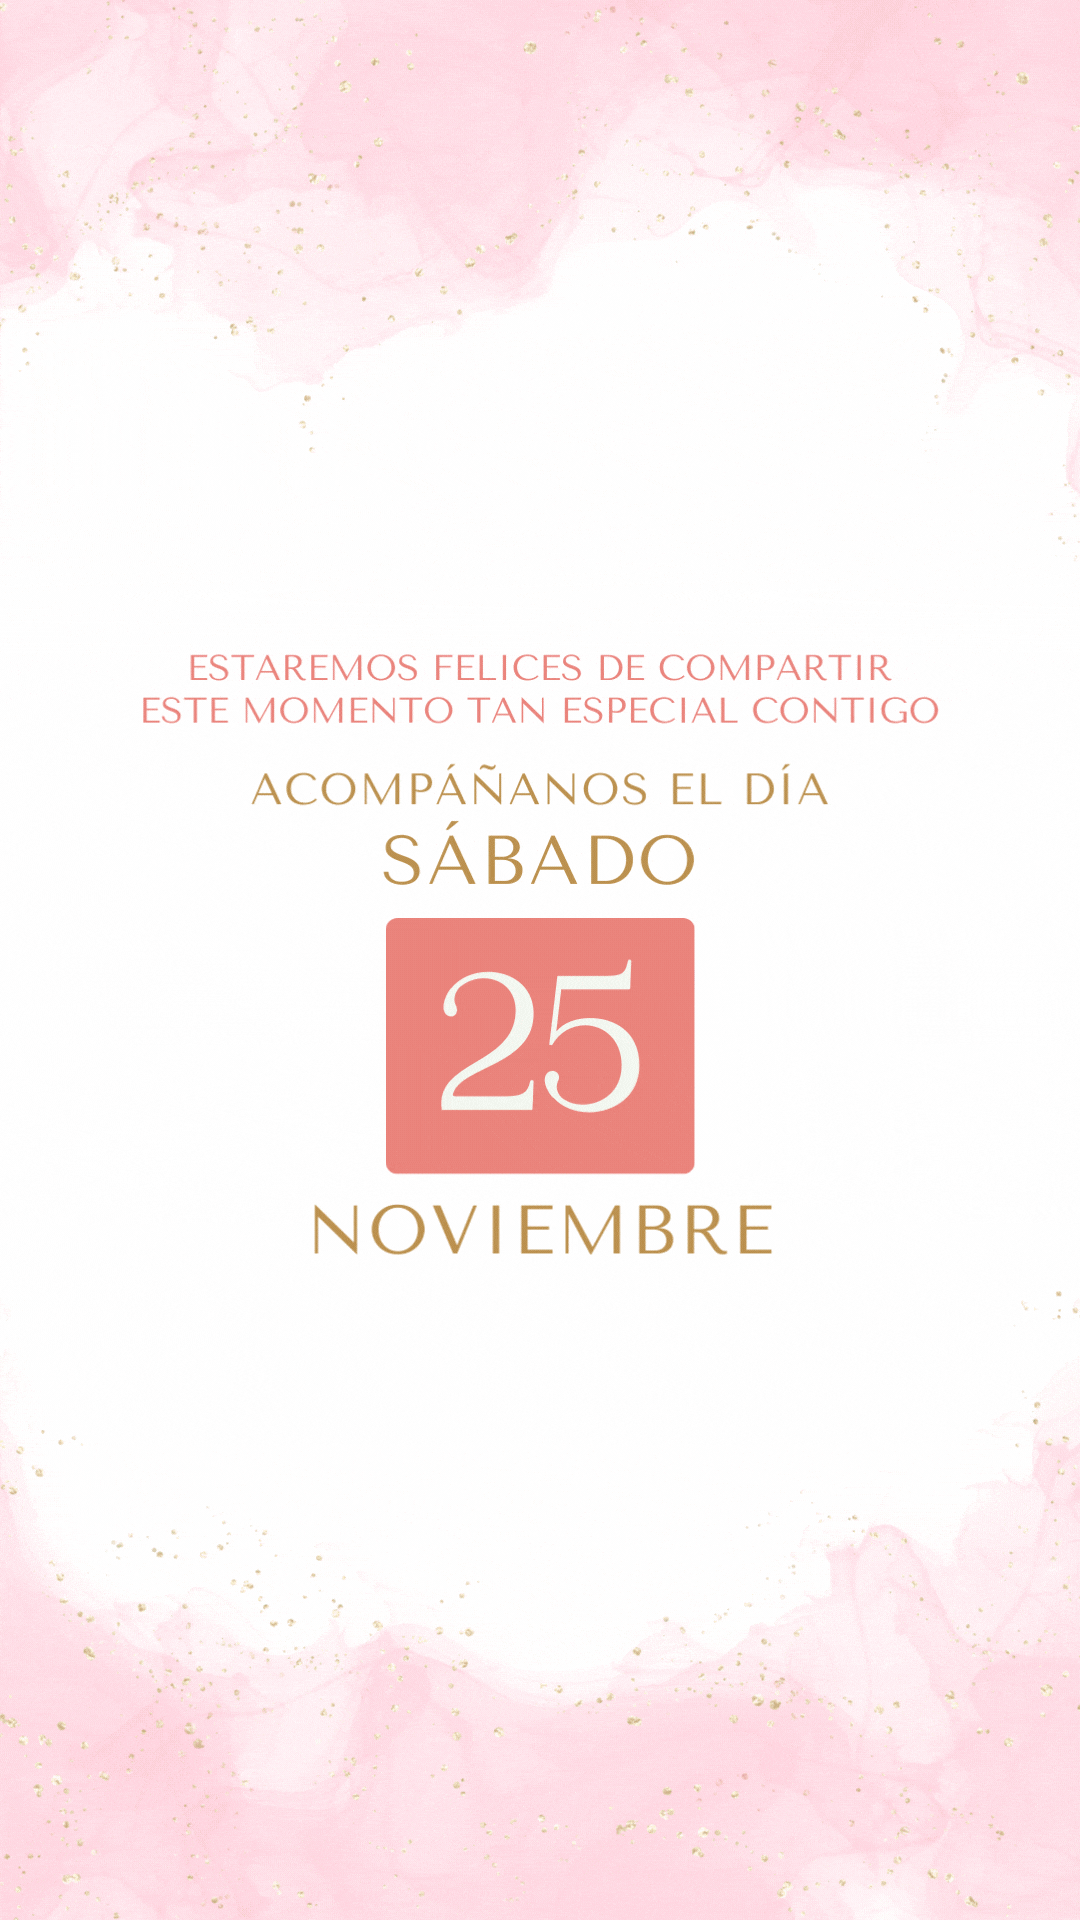 ESTAREMOS FELICES DE COMPARTIR
ESTE MOMENTO TAN ESPECIAL CONTIGO
ACOMPÁÑANOS EL DÍA
SÁBADO
25
NOVIEMBRE